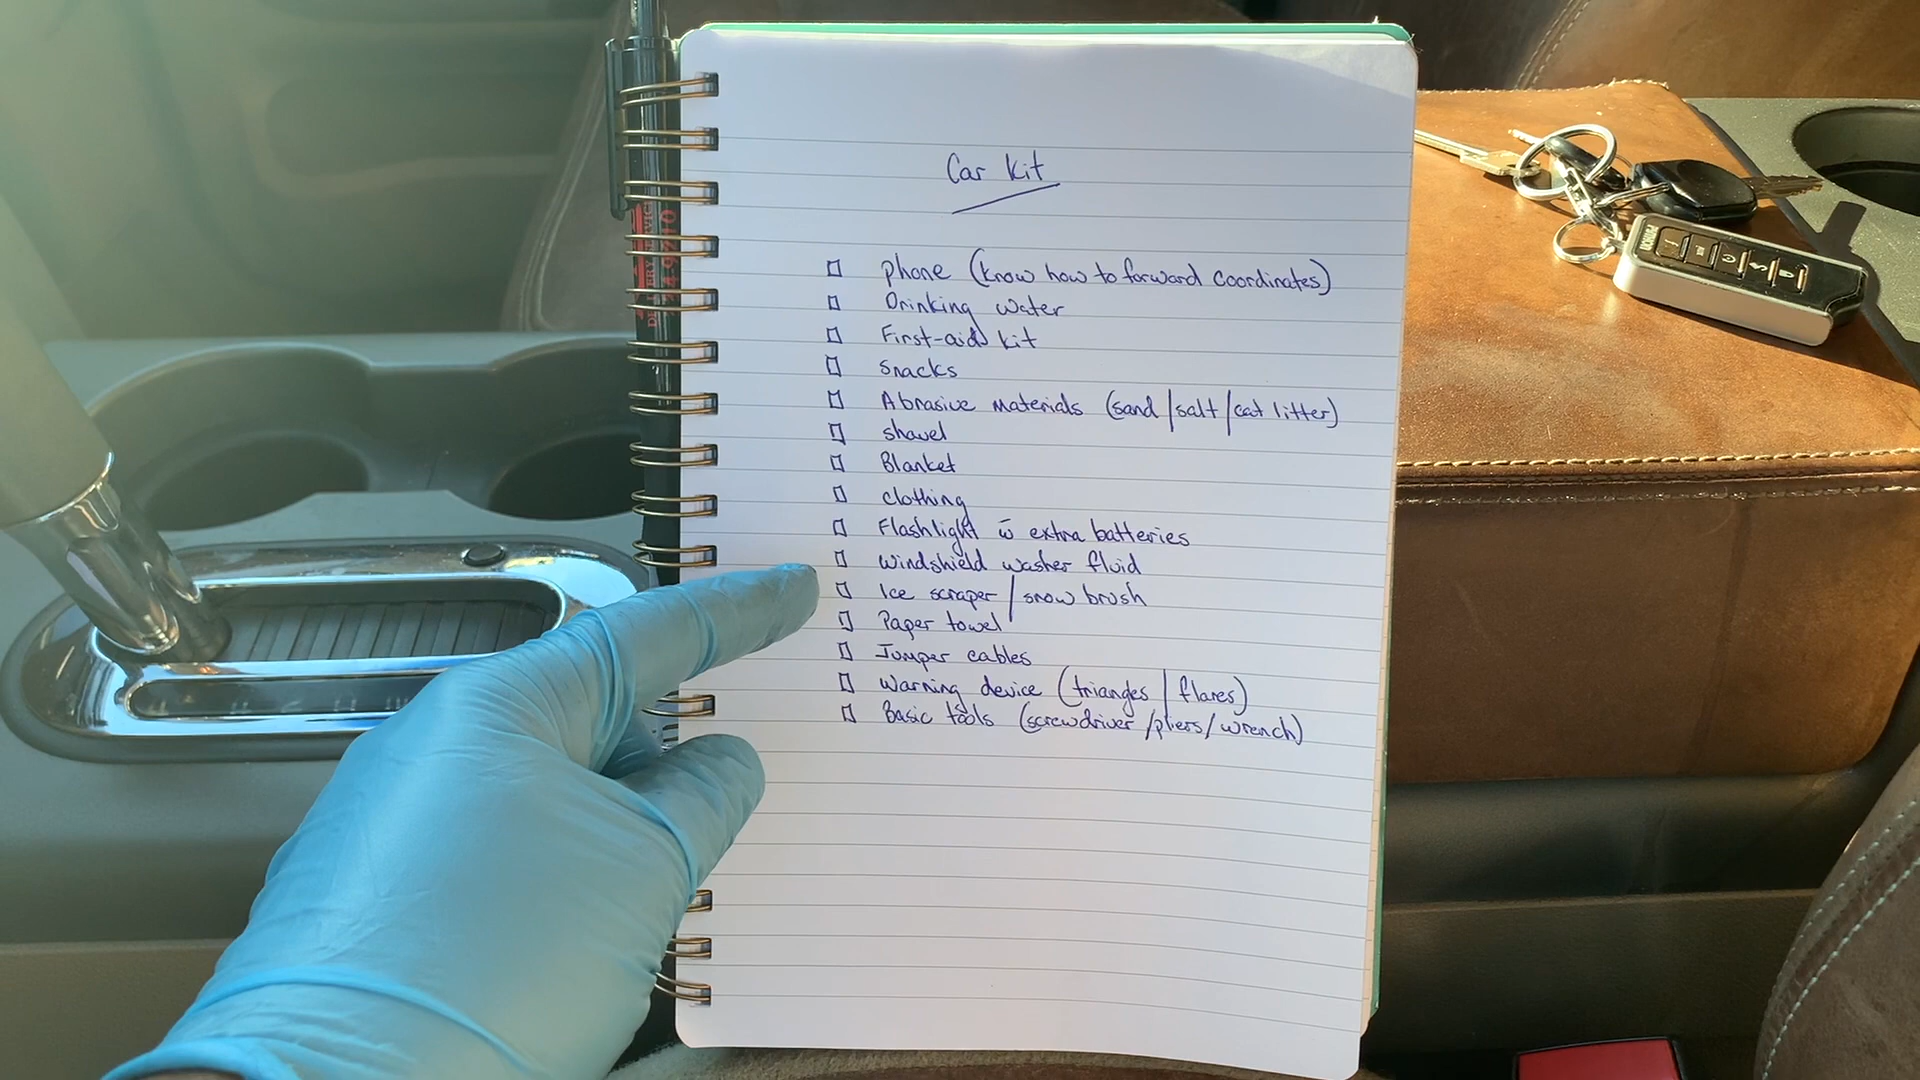 Car Kit
phone (know how to forward coordinates)
Drinking water
First-aid kit
snacks
Abrasive materials (sand/salt/cat litter)
shovel
Blanket
clothing
Flashlight w̄ extra batteries
windshield washer fluid
Ice scraper/snow brush
Paper towel
Jumper cables
Warning device (triangles/flares)
Basic tools (screwdriver/pliers/wrench)